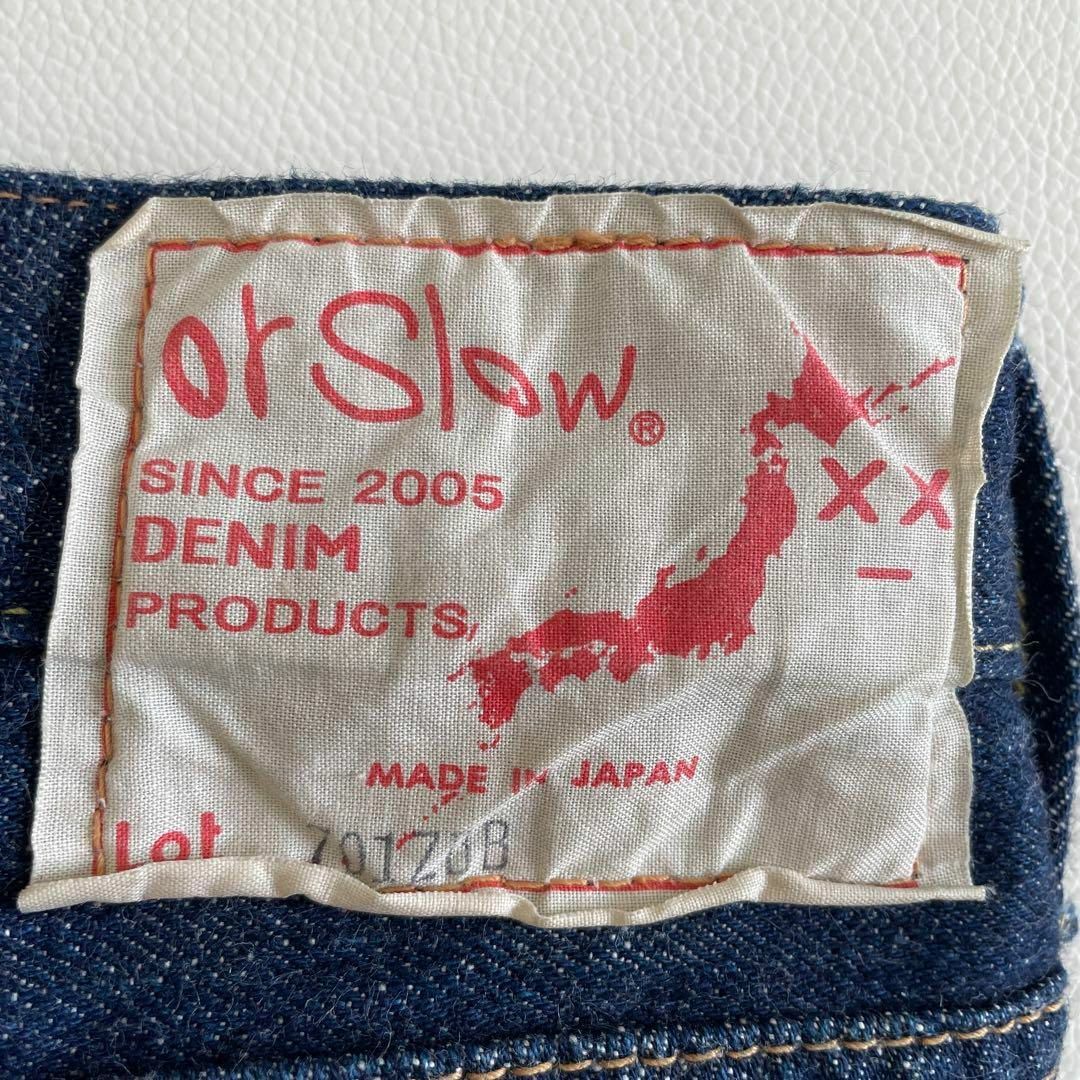 orSlow®
SINCE 2005
DENIM
PRODUCTS,
XX
MADE IN JAPAN
Lot